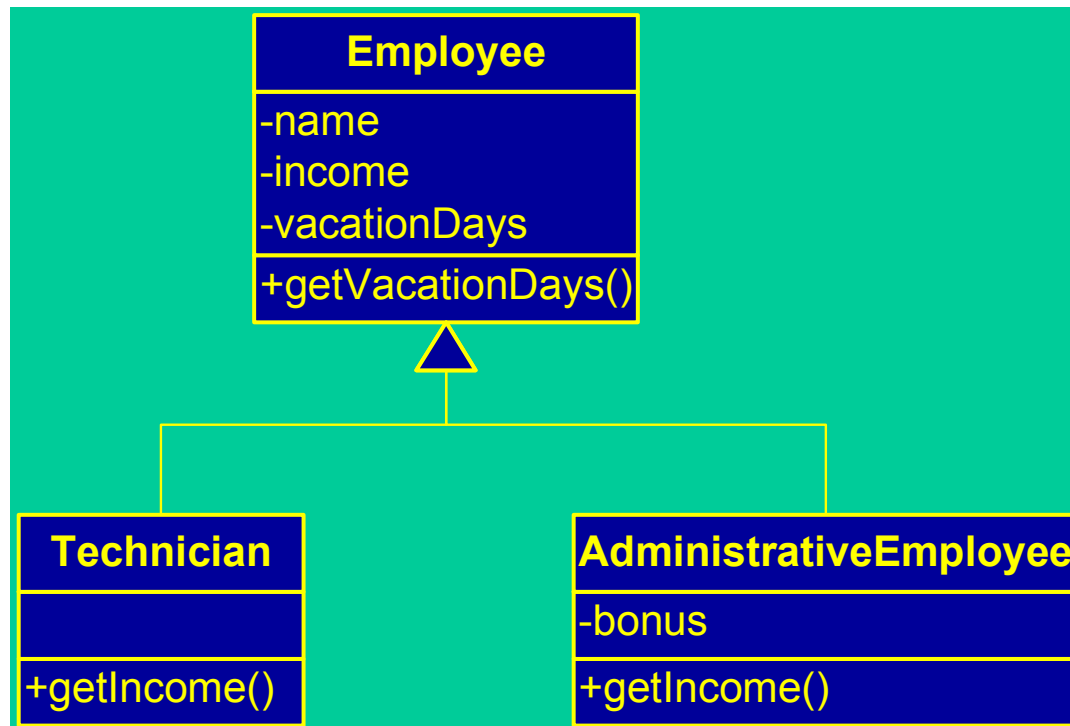 Employee
-name
-income
-vacationDays
+getVacationDays()
Technician
+getIncome()
AdministrativeEmployee
-bonus
+getIncome()